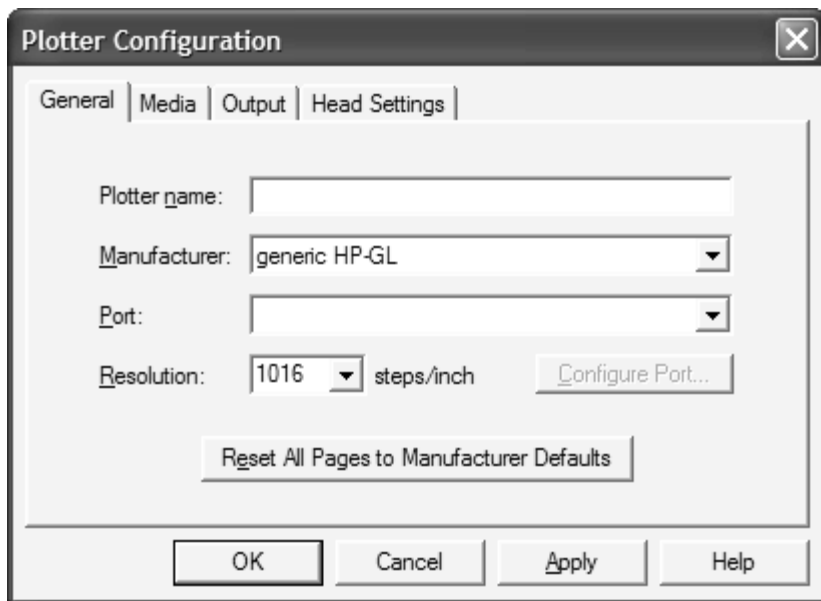 Plotter Configuration
General Media Output Head Settings
Plotter name:
Manufacturer: generic HP-GL
Port:
Resolution: 1016 steps/inch Configure Port...
Reset All Pages to Manufacturer Defaults
OK Cancel Apply Help